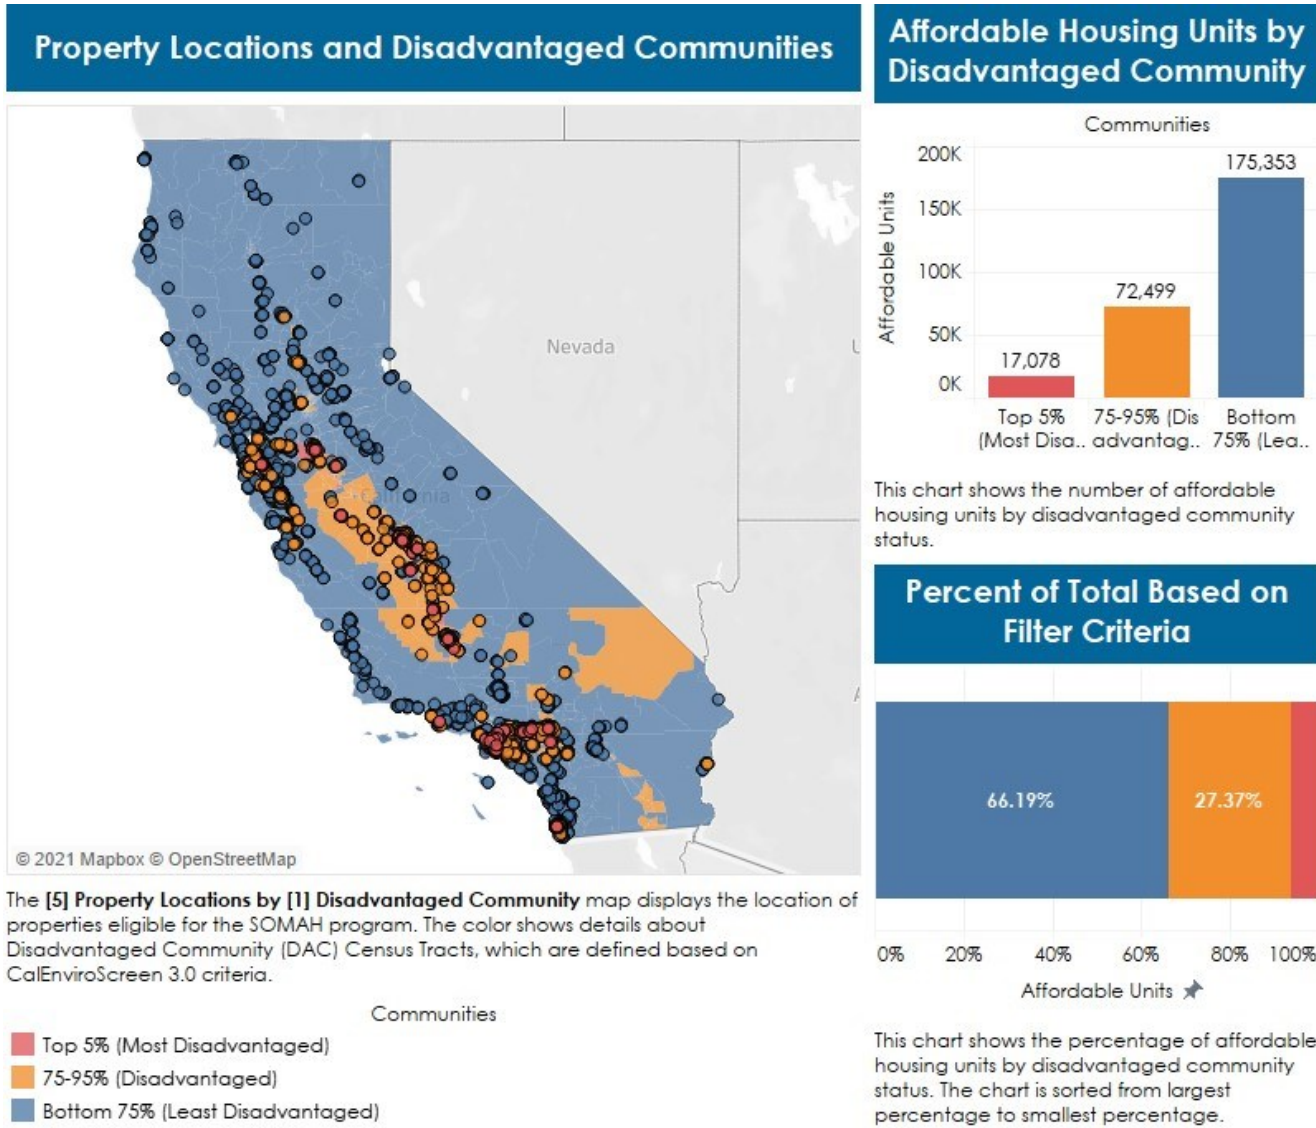 Property Locations and Disadvantaged Communities
Nevada
California
© 2021 Mapbox © OpenStreetMap
The [5] Property Locations by [1] Disadvantaged Community map displays the location of
properties eligible for the SOMAH program. The color shows details about
Disadvantaged Community (DAC) Census Tracts, which are defined based on
CalEnviroScreen 3.0 criteria.
Communities
Top 5% (Most Disadvantaged)
75-95% (Disadvantaged)
Bottom 75% (Least Disadvantaged)
Affordable Housing Units by
Disadvantaged Community
Communities
Affordable Units
200K
150K
100K
50K
0K
175,353
72,499
17,078
Top 5% 75-95% (Dis Bottom
(Most Disa.. advantag.. 75% (Lea..
This chart shows the number of affordable
housing units by disadvantaged community
status.
Percent of Total Based on
Filter Criteria
66.19% 27.37%
0% 20% 40% 60% 80% 100%
Affordable Units
This chart shows the percentage of affordable
housing units by disadvantaged community
status. The chart is sorted from largest
percentage to smallest percentage.